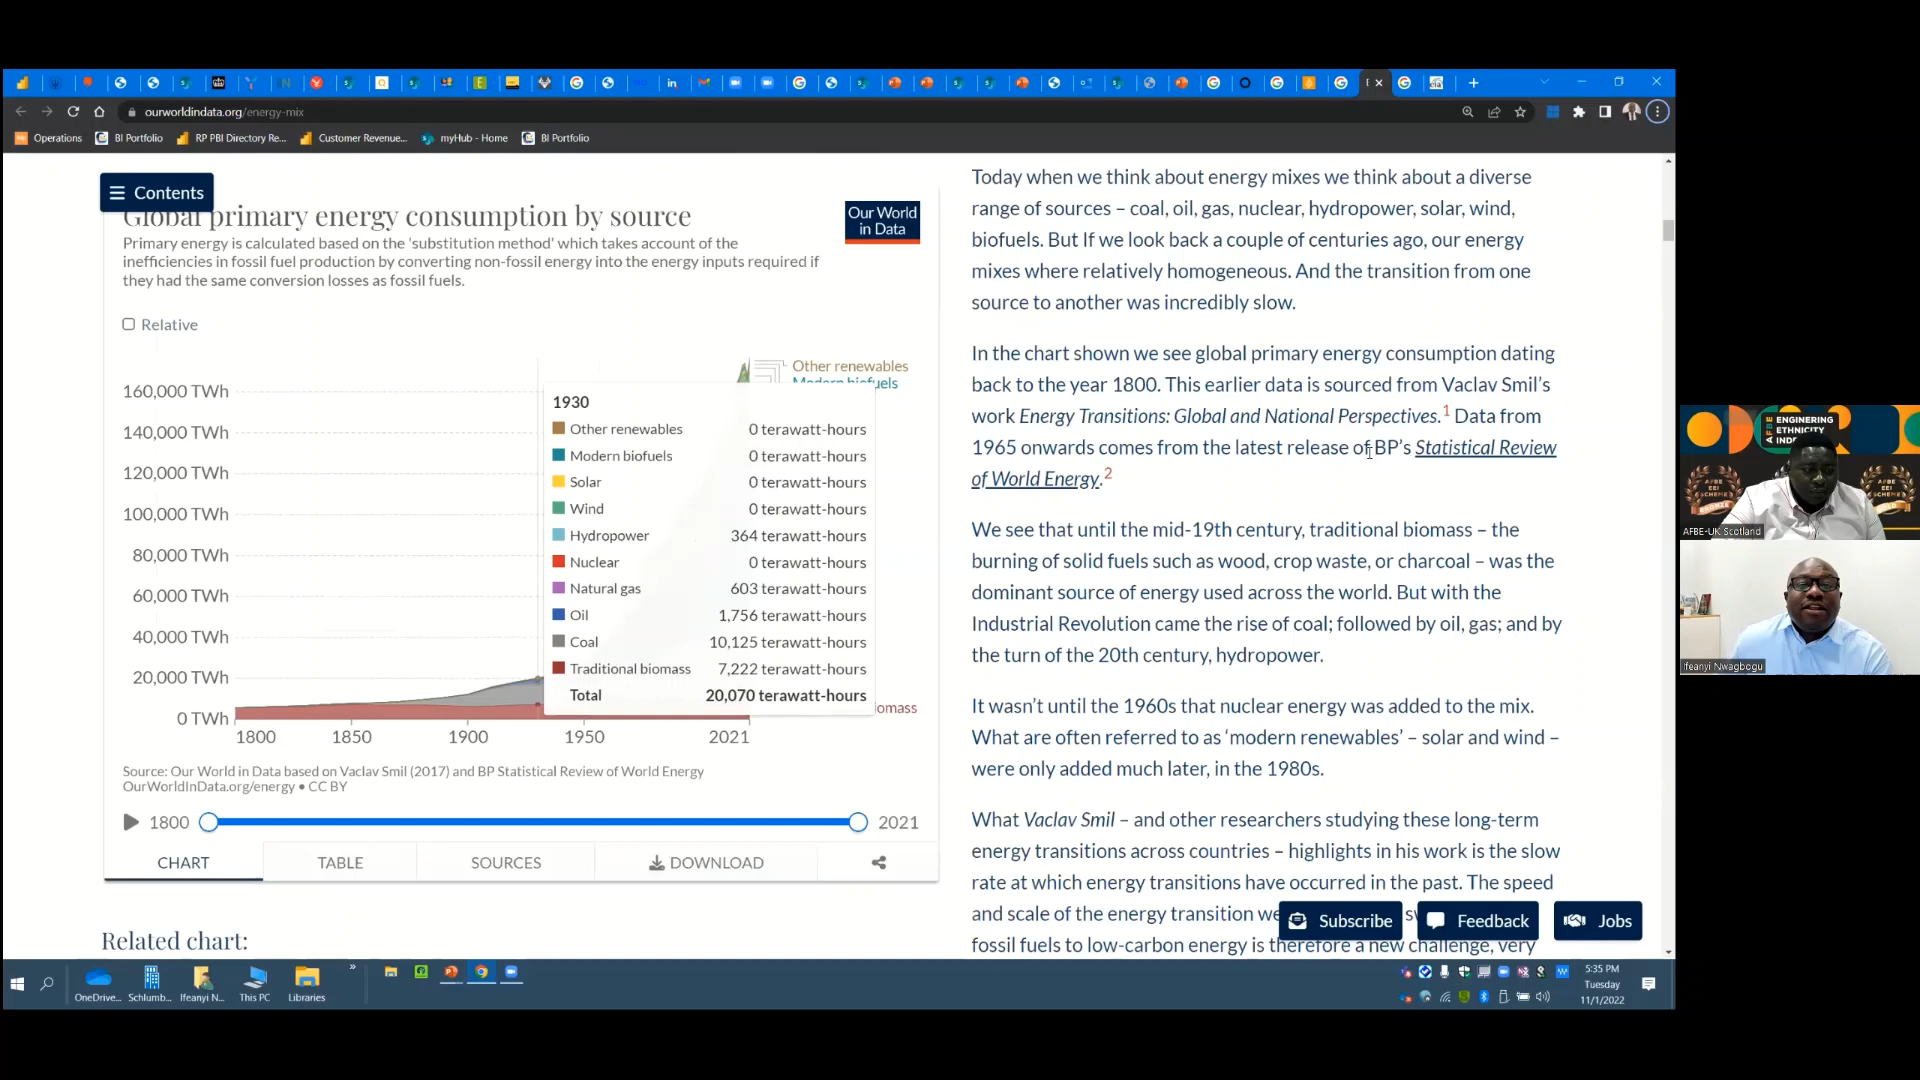 ourworldindata.org/energy-mix
Operations
BI Portfolio
RP PBI Directory Re...
Customer Revenue...
myHub - Home
BI Portfolio
Contents
Global primary energy consumption by source
Our World
in Data
Primary energy is calculated based on the 'substitution method' which takes account of the
inefficiencies in fossil fuel production by converting non-fossil energy into the energy inputs required if
they had the same conversion losses as fossil fuels.
Relative
Other renewables
Modern biofuels
160,000 TWh
140,000 TWh
120,000 TWh
100,000 TWh
80,000 TWh
60,000 TWh
40,000 TWh
20,000 TWh
0 TWh
1930
Other renewables 0 terawatt-hours
Modern biofuels 0 terawatt-hours
Solar 0 terawatt-hours
Wind 0 terawatt-hours
Hydropower 364 terawatt-hours
Nuclear 0 terawatt-hours
Natural gas 603 terawatt-hours
Oil 1,756 terawatt-hours
Coal 10,125 terawatt-hours
Traditional biomass 7,222 terawatt-hours
Total 20,070 terawatt-hours
omass
1800 1850 1900 1950 2021
Source: Our World in Data based on Vaclav Smil (2017) and BP Statistical Review of World Energy
OurWorldInData.org/energy • CC BY
1800 2021
CHART TABLE SOURCES DOWNLOAD
Related chart:
Today when we think about energy mixes we think about a diverse
range of sources – coal, oil, gas, nuclear, hydropower, solar, wind,
biofuels. But If we look back a couple of centuries ago, our energy
mixes where relatively homogeneous. And the transition from one
source to another was incredibly slow.
In the chart shown we see global primary energy consumption dating
back to the year 1800. This earlier data is sourced from Vaclav Smil's
work Energy Transitions: Global and National Perspectives.1 Data from
1965 onwards comes from the latest release of BP's Statistical Review
of World Energy.2
We see that until the mid-19th century, traditional biomass – the
burning of solid fuels such as wood, crop waste, or charcoal – was the
dominant source of energy used across the world. But with the
Industrial Revolution came the rise of coal; followed by oil, gas; and by
the turn of the 20th century, hydropower.
It wasn't until the 1960s that nuclear energy was added to the mix.
What are often referred to as 'modern renewables' – solar and wind –
were only added much later, in the 1980s.
What Vaclav Smil – and other researchers studying these long-term
energy transitions across countries – highlights in his work is the slow
rate at which energy transitions have occurred in the past. The speed
and scale of the energy transition we
fossil fuels to low-carbon energy is therefore a new challenge, very
Subscribe
Feedback
Jobs
AFBE
ENGINEERING
ETHNICITY
AFBE
EEI
SCHEME
BRONZE
AFBE
EEI
SCHEME
AFBE-UK Scotland
Ifeanyi Nwagbogu
OneDrive...
Schlumb...
Ifeanyi N...
This PC
Libraries
5:35 PM
Tuesday
11/1/2022